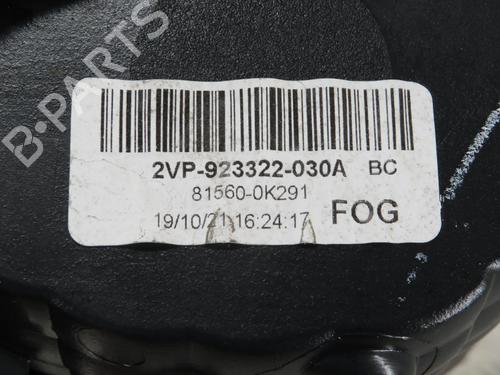 B-PARTS
2VP-923322-030A BC
81560-0K291
19/10/21 16:24:17 FOG